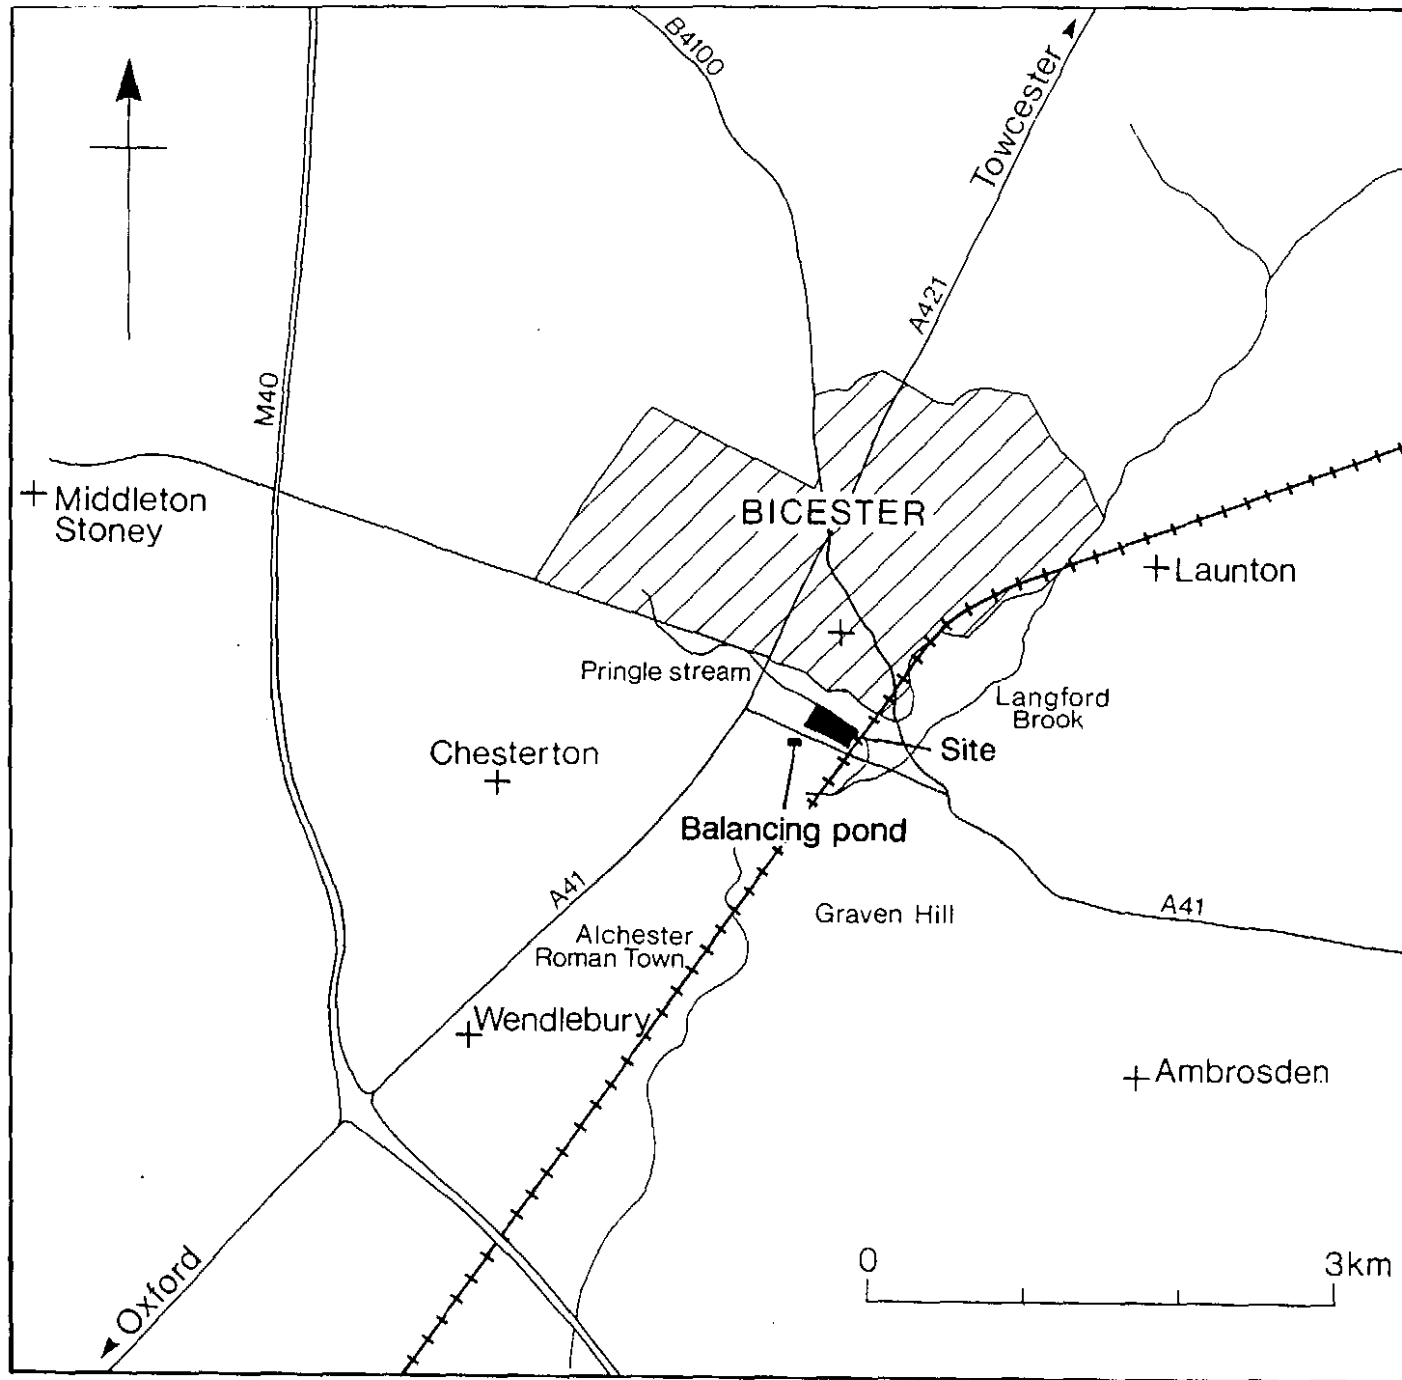 B4100
Towcester
A421
M40
Middleton
Stoney
BICESTER
Launton
Pringle stream
Langford
Brook
Site
Chesterton
Balancing pond
A41
Graven Hill
A41
Alchester
Roman Town
Wendlebury
Ambrosden
Oxford
0
3km